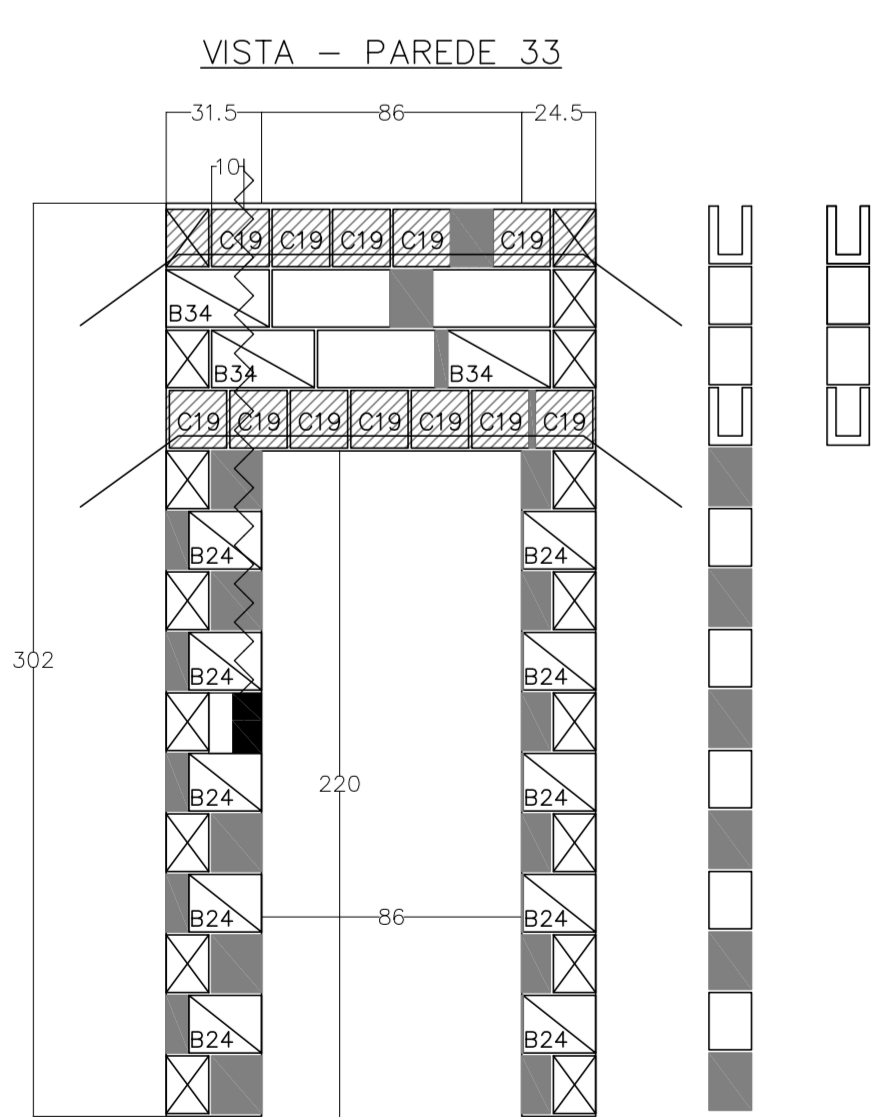 VISTA - PAREDE 33
31.5 86 24.5
10
C19 C19 C19 C19 C19
B34
B34 B34
C19 C19 C19 C19 C19 C19 C19
B24 B24
302
B24 B24
220
B24 B24
86
B24 B24
B24 B24